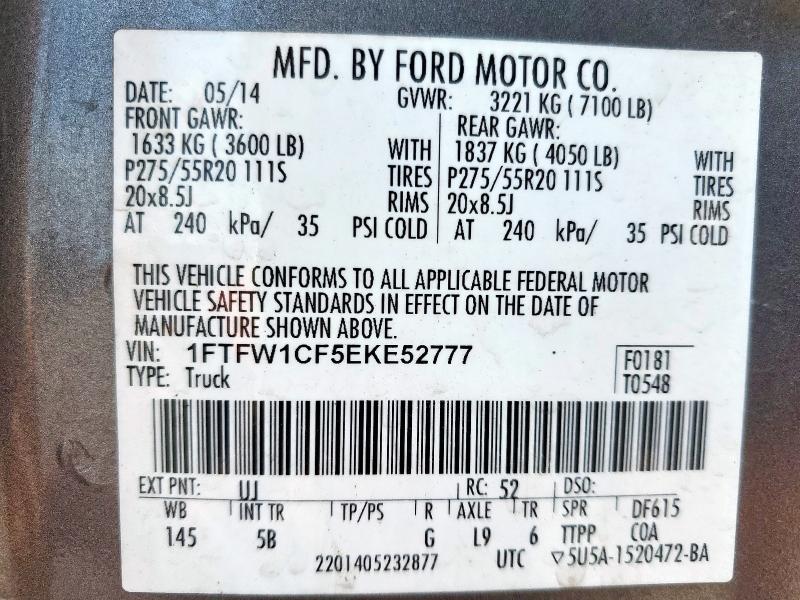 MFD. BY FORD MOTOR CO.
DATE: 05/14 GVWR: 3221 KG ( 7100 LB)
FRONT GAWR: REAR GAWR:
1633 KG ( 3600 LB) WITH 1837 KG ( 4050 LB) WITH
P275/55R20 111S TIRES P275/55R20 111S TIRES
20x8.5J RIMS 20x8.5J RIMS
AT 240 kPa/ 35 PSI COLD AT 240 kPa/ 35 PSI COLD
THIS VEHICLE CONFORMS TO ALL APPLICABLE FEDERAL MOTOR
VEHICLE SAFETY STANDARDS IN EFFECT ON THE DATE OF
MANUFACTURE SHOWN ABOVE.
VIN: 1FTFW1CF5EKE52777 F0181
TYPE: Truck T0548
EXT PNT: UJ RC: 52 DSO:
WB INT TR TP/PS R AXLE TR SPR DF615
145 5B G L9 6 TTPP COA
2201405232877 UTC ▽5U5A-1520472-BA